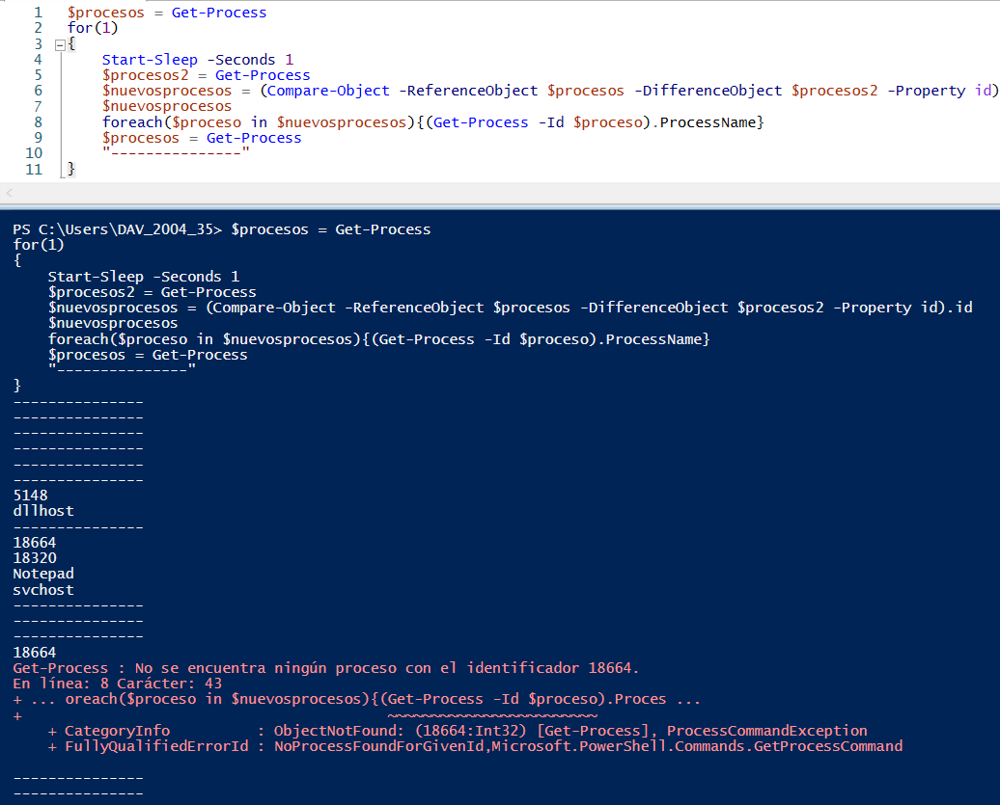 1 $procesos = Get-Process
2 for(1)
3 {
4 Start-Sleep -Seconds 1
5 $procesos2 = Get-Process
6 $nuevosprocesos = (Compare-Object -ReferenceObject $procesos -DifferenceObject $procesos2 -Property id)
7 $nuevosprocesos
8 foreach($proceso in $nuevosprocesos){(Get-Process -Id $proceso).ProcessName}
9 $procesos = Get-Process
10 "---------------"
11 }
PS C:\Users\DAV_2004_35> $procesos = Get-Process
for(1)
{
Start-Sleep -Seconds 1
$procesos2 = Get-Process
$nuevosprocesos = (Compare-Object -ReferenceObject $procesos -DifferenceObject $procesos2 -Property id).id
$nuevosprocesos
foreach($proceso in $nuevosprocesos){(Get-Process -Id $proceso).ProcessName}
$procesos = Get-Process
"---------------"
}
---------------
---------------
---------------
---------------
---------------
---------------
5148
dllhost
---------------
18664
18320
Notepad
svchost
---------------
---------------
---------------
18664
Get-Process : No se encuentra ningún proceso con el identificador 18664.
En línea: 8 Carácter: 43
+ ... oreach($proceso in $nuevosprocesos){(Get-Process -Id $proceso).Proces ...
+ ~~~~~~~~~~~~~~~~~~~~~~~~
+ CategoryInfo : ObjectNotFound: (18664:Int32) [Get-Process], ProcessCommandException
+ FullyQualifiedErrorId : NoProcessFoundForGivenId,Microsoft.PowerShell.Commands.GetProcessCommand
---------------
---------------